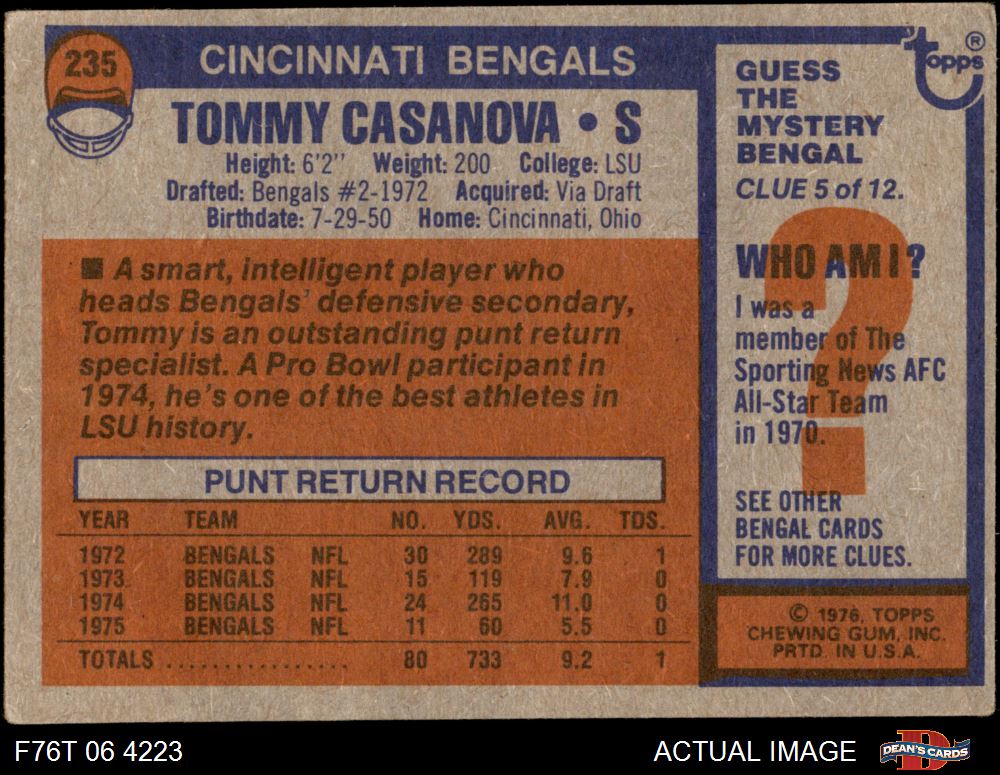 235
CINCINNATI BENGALS
TOMMY CASANOVA • S
Height: 6'2'' Weight: 200 College: LSU
Drafted: Bengals #2-1972 Acquired: Via Draft
Birthdate: 7-29-50 Home: Cincinnati, Ohio
■ A smart, intelligent player who
heads Bengals' defensive secondary,
Tommy is an outstanding punt return
specialist. A Pro Bowl participant in
1974, he's one of the best athletes in
LSU history.
PUNT RETURN RECORD
YEAR TEAM NO. YDS. AVG. TDS.
1972 BENGALS NFL 30 289 9.6 1
1973 BENGALS NFL 15 119 7.9 0
1974 BENGALS NFL 24 265 11.0 0
1975 BENGALS NFL 11 60 5.5 0
TOTALS ................ 80 733 9.2 1
topps ®
GUESS
THE
MYSTERY
BENGAL
CLUE 5 of 12.
?
WHO AM I?
I was a
member of The
Sporting News AFC
All-Star Team
in 1970.
SEE OTHER
BENGAL CARDS
FOR MORE CLUES.
© 1976, TOPPS
CHEWING GUM, INC.
PRTD. IN U.S.A.
F76T 06 4223
ACTUAL IMAGE
D
DEAN'S CARDS